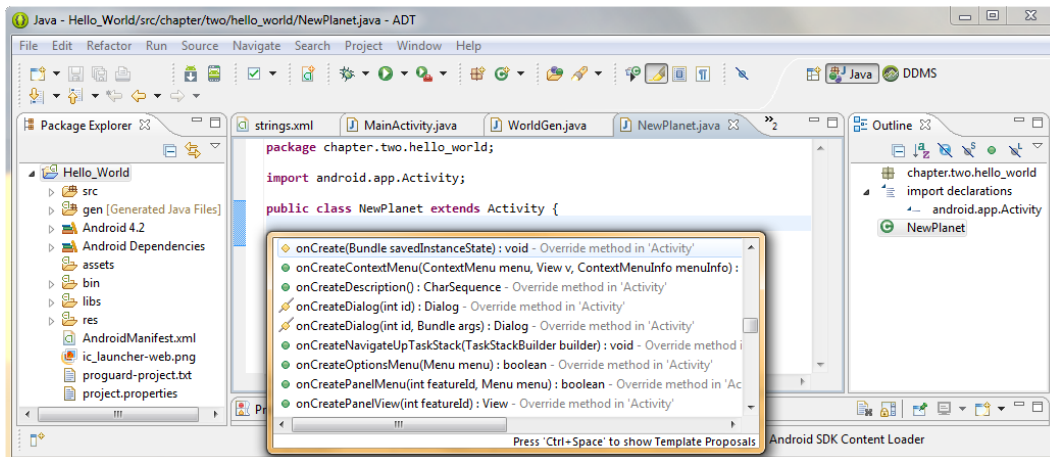 Java - Hello_World/src/chapter/two/hello_world/NewPlanet.java - ADT
File Edit Refactor Run Source Navigate Search Project Window Help
Java DDMS
Package Explorer
strings.xml MainActivity.java WorldGen.java NewPlanet.java »2
Outline
Hello_World
src
gen [Generated Java Files]
Android 4.2
Android Dependencies
assets
bin
libs
res
AndroidManifest.xml
ic_launcher-web.png
proguard-project.txt
project.properties
package chapter.two.hello_world;
import android.app.Activity;
public class NewPlanet extends Activity {
onCreate(Bundle savedInstanceState) : void - Override method in 'Activity'
onCreateContextMenu(ContextMenu menu, View v, ContextMenuInfo menuInfo) :
onCreateDescription() : CharSequence - Override method in 'Activity'
onCreateDialog(int id) : Dialog - Override method in 'Activity'
onCreateDialog(int id, Bundle args) : Dialog - Override method in 'Activity'
onCreateNavigateUpTaskStack(TaskStackBuilder builder) : void - Override method i
onCreateOptionsMenu(Menu menu) : boolean - Override method in 'Activity'
onCreatePanelMenu(int featureId, Menu menu) : boolean - Override method in 'Ac
onCreatePanelView(int featureId) : View - Override method in 'Activity'
Press 'Ctrl+Space' to show Template Proposals
chapter.two.hello_world
import declarations
android.app.Activity
NewPlanet
Pr
Android SDK Content Loader